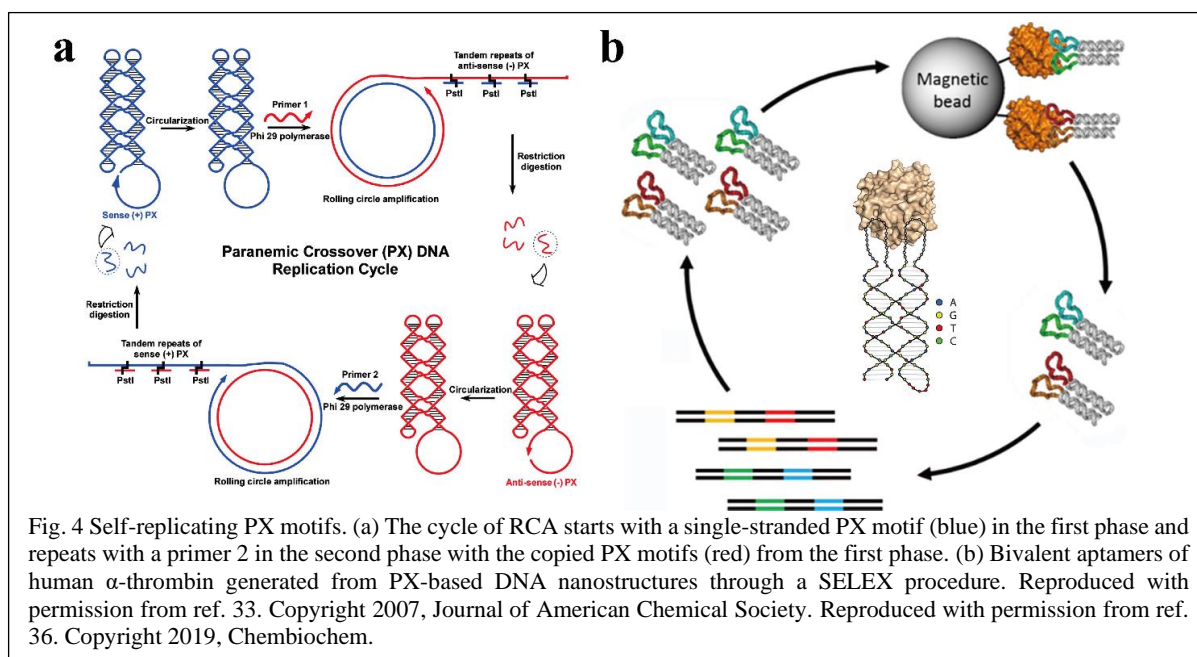 a
Circularization
Primer 1
Phi 29 polymerase
Tandem repeats of
anti-sense (-) PX
PstI PstI PstI
Sense (+) PX
Rolling circle amplification
Restriction
digestion
Paranemic Crossover (PX) DNA
Replication Cycle
Restriction
digestion
Tandem repeats of
sense (+) PX
PstI PstI PstI
Primer 2
Phi 29 polymerase
Circularization
Rolling circle amplification
Anti-sense (-) PX
b
Magnetic
bead
A
G
T
C
Fig. 4 Self-replicating PX motifs. (a) The cycle of RCA starts with a single-stranded PX motif (blue) in the first phase and
repeats with a primer 2 in the second phase with the copied PX motifs (red) from the first phase. (b) Bivalent aptamers of
human α-thrombin generated from PX-based DNA nanostructures through a SELEX procedure. Reproduced with
permission from ref. 33. Copyright 2007, Journal of American Chemical Society. Reproduced with permission from ref.
36. Copyright 2019, Chembiochem.